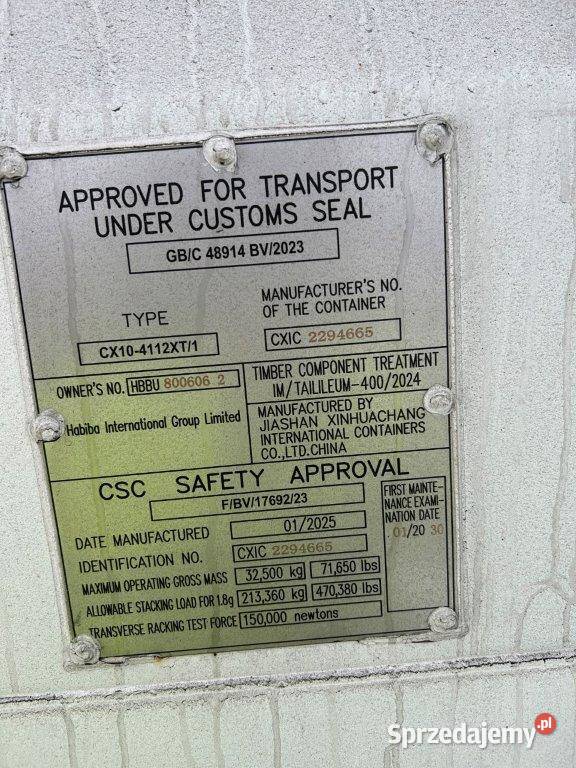 APPROVED FOR TRANSPORT
UNDER CUSTOMS SEAL
GB/C 48914 BV/2023
TYPE
CX10-4112XT/1
MANUFACTURER'S NO.
OF THE CONTAINER
CXIC 2294665
OWNER'S NO. HBBU 800606 2
Habiba International Group Limited
TIMBER COMPONENT TREATMENT
IM/TAILILEUM-400/2024
MANUFACTURED BY
JIASHAN XINHUACHANG
INTERNATIONAL CONTAINERS
CO.,LTD.CHINA
CSC SAFETY APPROVAL
F/BV/17692/23
DATE MANUFACTURED 01/2025
IDENTIFICATION NO. CXIC 2294665
MAXIMUM OPERATING GROSS MASS 32,500 kg 71,650 lbs
ALLOWABLE STACKING LOAD FOR 1.8g 213,360 kg 470,380 lbs
TRANSVERSE RACKING TEST FORCE 150,000 newtons
FIRST MAINTE-
NANCE EXAMI-
NATION DATE
01/20 30
Sprzedajemy.pl